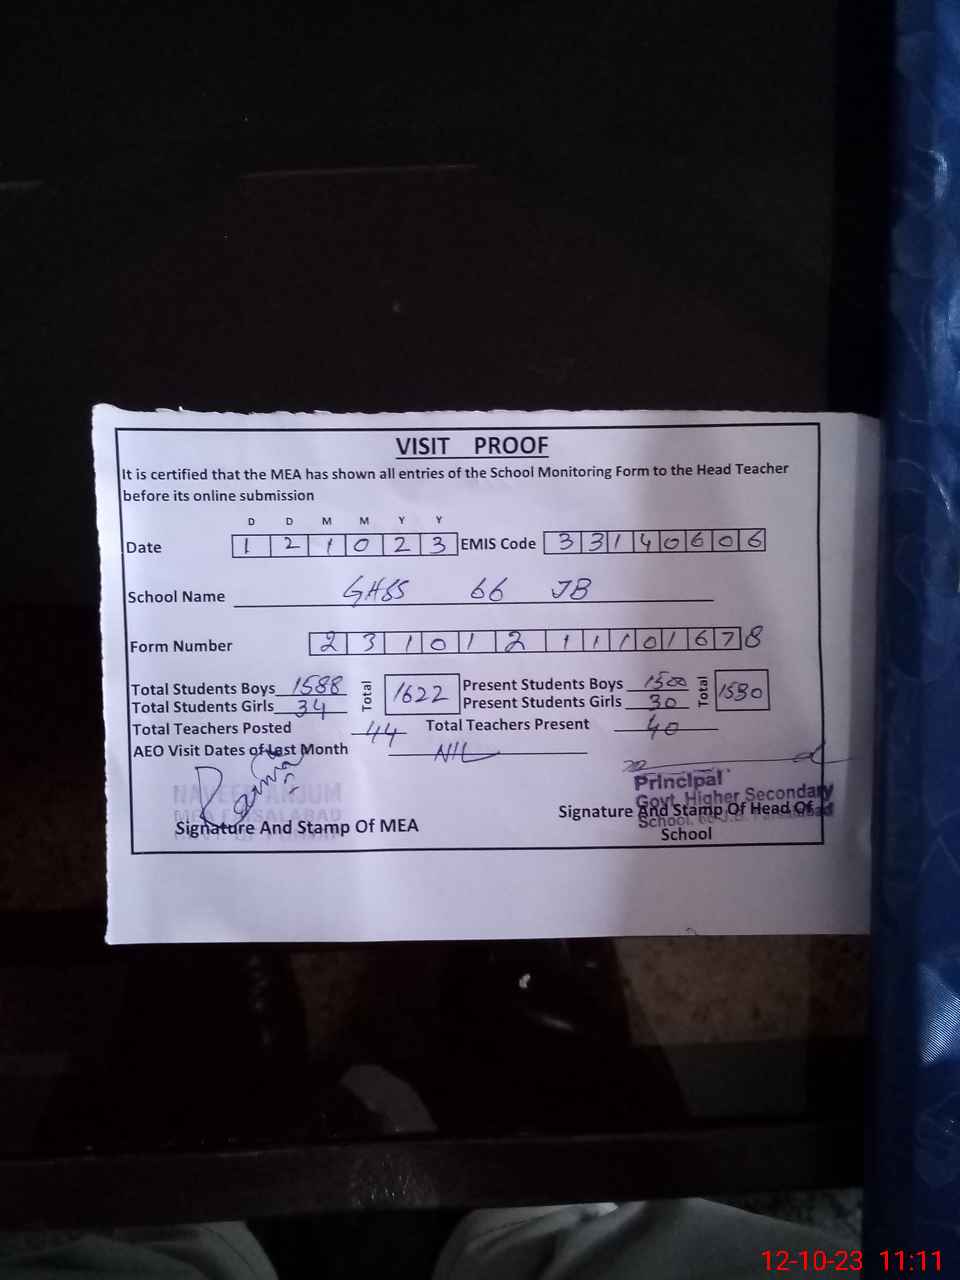 VISIT PROOF
It is certified that the MEA has shown all entries of the School Monitoring Form to the Head Teacher
before its online submission
D D M M Y Y
Date 1 2 1 0 2 3 EMIS Code 3 3 1 4 0 6 0 6
School Name GHSS 66 JB
Form Number 2 3 1 0 1 2 1 1 1 0 1 6 7 8
Total Students Boys 1588 Total 1622 Present Students Boys 1500 Total 1530
Total Students Girls 34 Present Students Girls 30
Total Teachers Posted 44 Total Teachers Present 40
AEO Visit Dates of Last Month NIL
NAVEED ANJUM
Principal
Govt. Higher Secondary
Signature And Stamp Of MEA
Signature And Stamp Of Head Of
School
12-10-23 11:11